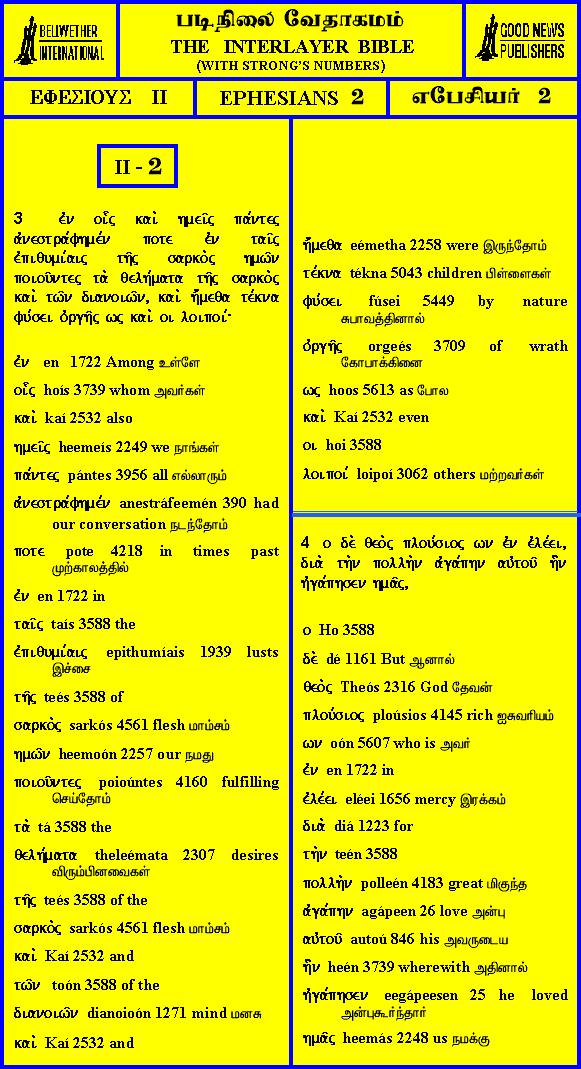 BELLWETHER
INTERNATIONAL
படிநிலை வேதாகமம்
THE INTERLAYER BIBLE
(WITH STRONG'S NUMBERS)
GOOD NEWS
PUBLISHERS
ΕΦΕΣΙΟΥΣ II
EPHESIANS 2
எபேசியர் 2
II - 2
3 ἐν οἷς καὶ ημεῖς πάντες
ἀνεστράφημέν ποτε ἐν ταῖς
ἐπιθυμίαις τῆς σαρκὸς ημῶν
ποιοῦντες τὰ θελήματα τῆς σαρκὸς
καὶ τῶν διανοιῶν, καὶ ἤμεθα τέκνα
φύσει ὀργῆς ως καὶ οι λοιποί·
ἐν en 1722 Among உள்ளே
οἷς hoís 3739 whom அவர்கள்
καὶ kaí 2532 also
ημεῖς heemeís 2249 we நாங்கள்
πάντες pántes 3956 all எல்லாரும்
ἀνεστράφημέν anestráfeemén 390 had
our conversation நடந்தோம்
ποτε pote 4218 in times past
முற்காலத்தில்
ἐν en 1722 in
ταῖς taís 3588 the
ἐπιθυμίαις epithumíais 1939 lusts
இச்சை
τῆς teés 3588 of
σαρκὸς sarkós 4561 flesh மாம்சம்
ημῶν heemoón 2257 our நமது
ποιοῦντες poioúntes 4160 fulfilling
செய்தோம்
τὰ tá 3588 the
θελήματα theleémata 2307 desires
விரும்பினவைகள்
τῆς teés 3588 of the
σαρκὸς sarkós 4561 flesh மாம்சம்
καὶ Kaí 2532 and
τῶν toón 3588 of the
διανοιῶν dianoioón 1271 mind மனசு
καὶ Kaí 2532 and
ἤμεθα eémetha 2258 were இருந்தோம்
τέκνα tékna 5043 children பிள்ளைகள்
φύσει fúsei 5449 by nature
சுபாவத்தினால்
ὀργῆς orgeés 3709 of wrath
கோபாக்கினை
ως hoos 5613 as போல
καὶ Kaí 2532 even
οι hoi 3588
λοιποί loipoí 3062 others மற்றவர்கள்
4 ο δὲ θεὸς πλούσιος ων ἐν ἐλέει,
διὰ τὴν πολλὴν ἀγάπην αὐτοῦ ἣν
ἠγάπησεν ημᾶς,
ο Ho 3588
δὲ dé 1161 But ஆனால்
θεὸς Theós 2316 God தேவன்
πλούσιος ploúsios 4145 rich ஐசுவரியம்
ων oón 5607 who is அவர்
ἐν en 1722 in
ἐλέει eléei 1656 mercy இரக்கம்
διὰ diá 1223 for
τὴν teén 3588
πολλὴν polleén 4183 great மிகுந்த
ἀγάπην agápeen 26 love அன்பு
αὐτοῦ autoú 846 his அவருடைய
ἣν heén 3739 wherewith அதினால்
ἠγάπησεν eegápeesen 25 he loved
அன்புகூர்ந்தார்
ημᾶς heemás 2248 us நமக்கு